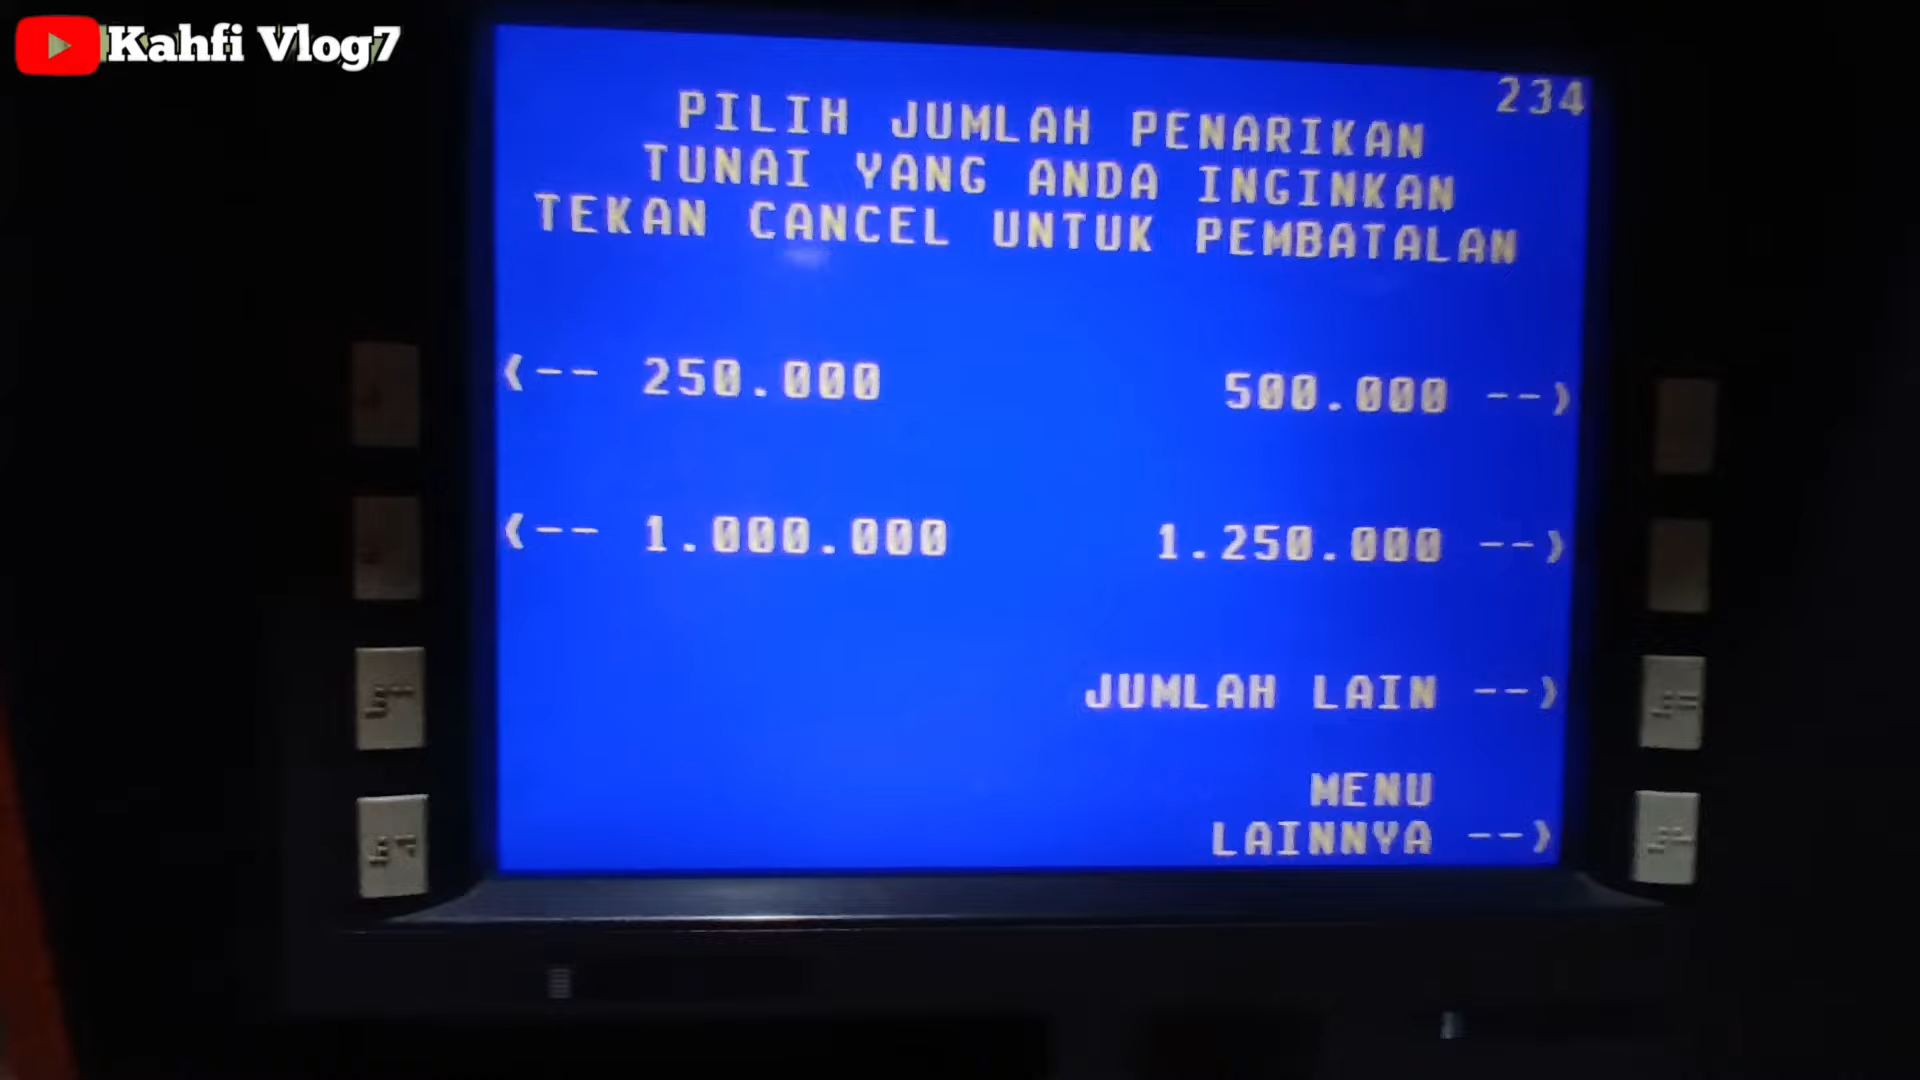 Kahfi Vlog7
234
PILIH JUMLAH PENARIKAN
TUNAI YANG ANDA INGINKAN
TEKAN CANCEL UNTUK PEMBATALAN
<-- 250.000
500.000 -->
<-- 1.000.000
1.250.000 -->
JUMLAH LAIN -->
MENU
LAINNYA -->